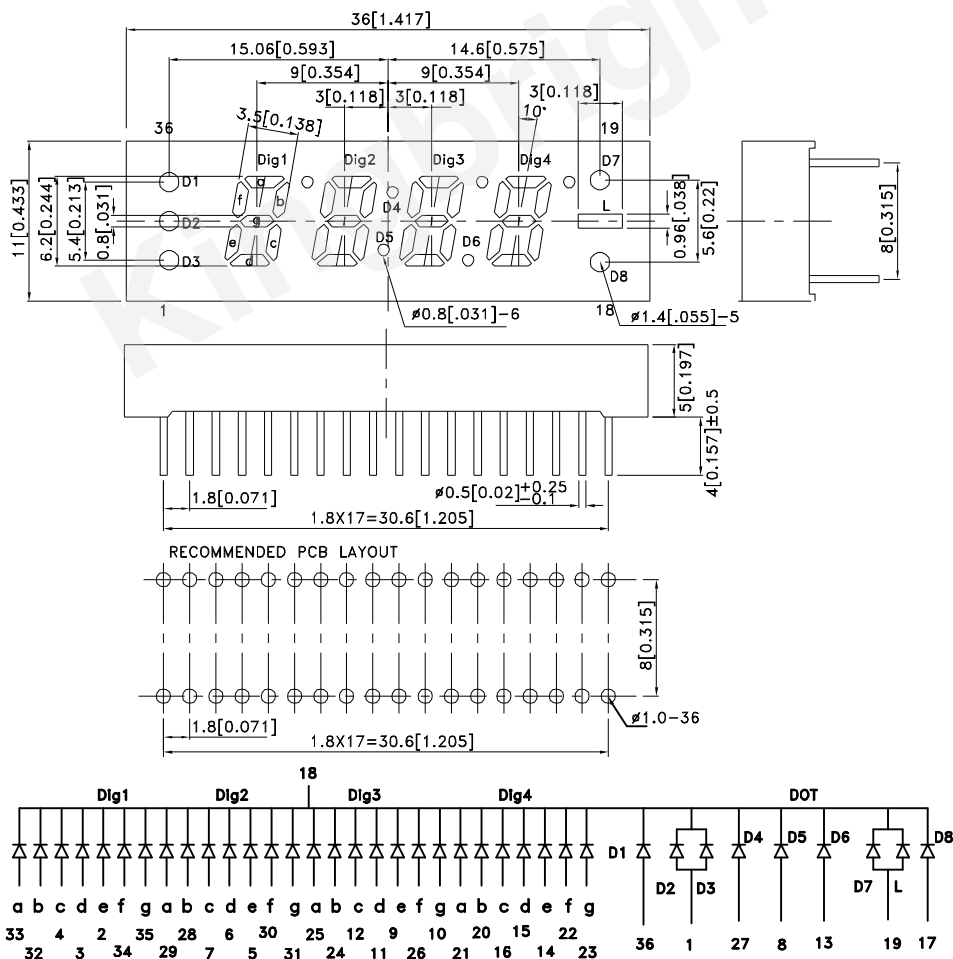 36[1.417]
15.06[0.593] 14.6[0.575]
9[0.354] 9[0.354]
3[0.118] 3[0.118] 3[0.118]
3.5[0.138] 10°
36 19
Dig1 Dig2 Dig3 Dig4 D7
D1 a
f b D4
D2 g L
D5 D6
e c
D3 d D8
1 18
11[0.433]
6.2[0.244]
5.4[0.213]
0.8[0.031]
0.96[.038]
5.6[0.22]
8[0.315]
ø0.8[.031]-6 ø1.4[.055]-5
Kingbright
5[0.197]
4[0.157]±0.5
1.8[0.071] ø0.5[0.02]+0.25 -0.1
1.8X17=30.6[1.205]
RECOMMENDED PCB LAYOUT
8[0.315]
1.8[0.071] ø1.0-36
1.8X17=30.6[1.205]
18
Dig1 Dig2 Dig3 Dig4 DOT
D1 D2 D3 D4 D5 D6 D7 L D8
a b c d e f g a b c d e f g a b c d e f g a b c d e f g
33 4 2 35 28 6 30 25 12 9 10 20 15 22 36 1 27 8 13 19 17
32 3 34 29 7 5 31 24 11 26 21 16 14 23